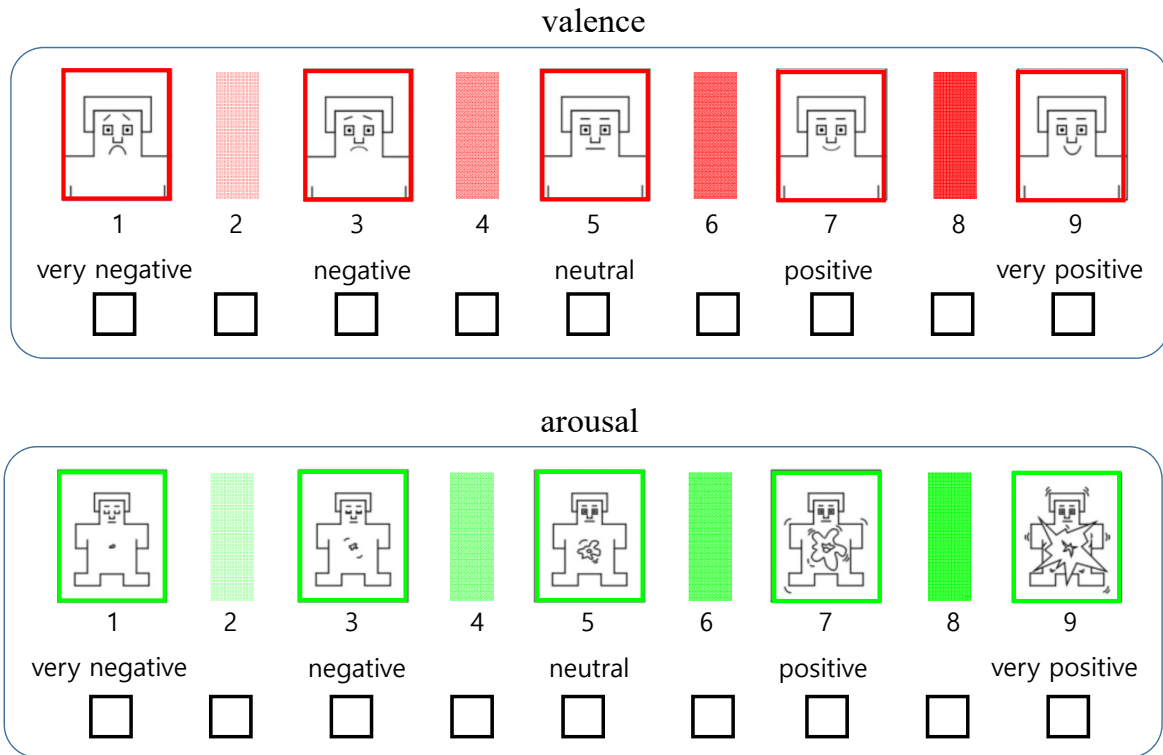 valence
1 2 3 4 5 6 7 8 9
very negative negative neutral positive very positive
arousal
1 2 3 4 5 6 7 8 9
very negative negative neutral positive very positive